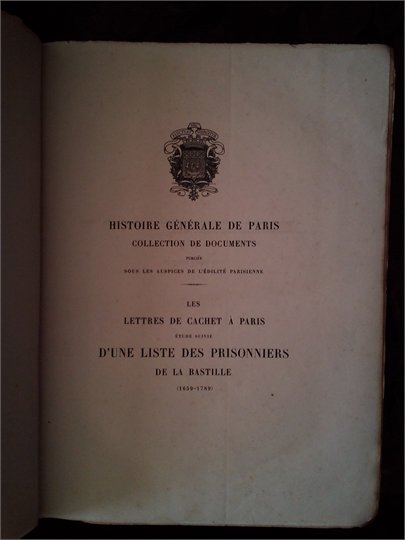 HISTOIRE GÉNÉRALE DE PARIS
COLLECTION DE DOCUMENTS
PUBLIÉE
SOUS LES AUSPICES DE L'ÉDILITÉ PARISIENNE
LES
LETTRES DE CACHET À PARIS
ÉTUDE SUIVIE
D'UNE LISTE DES PRISONNIERS
DE LA BASTILLE
(1659-1789)